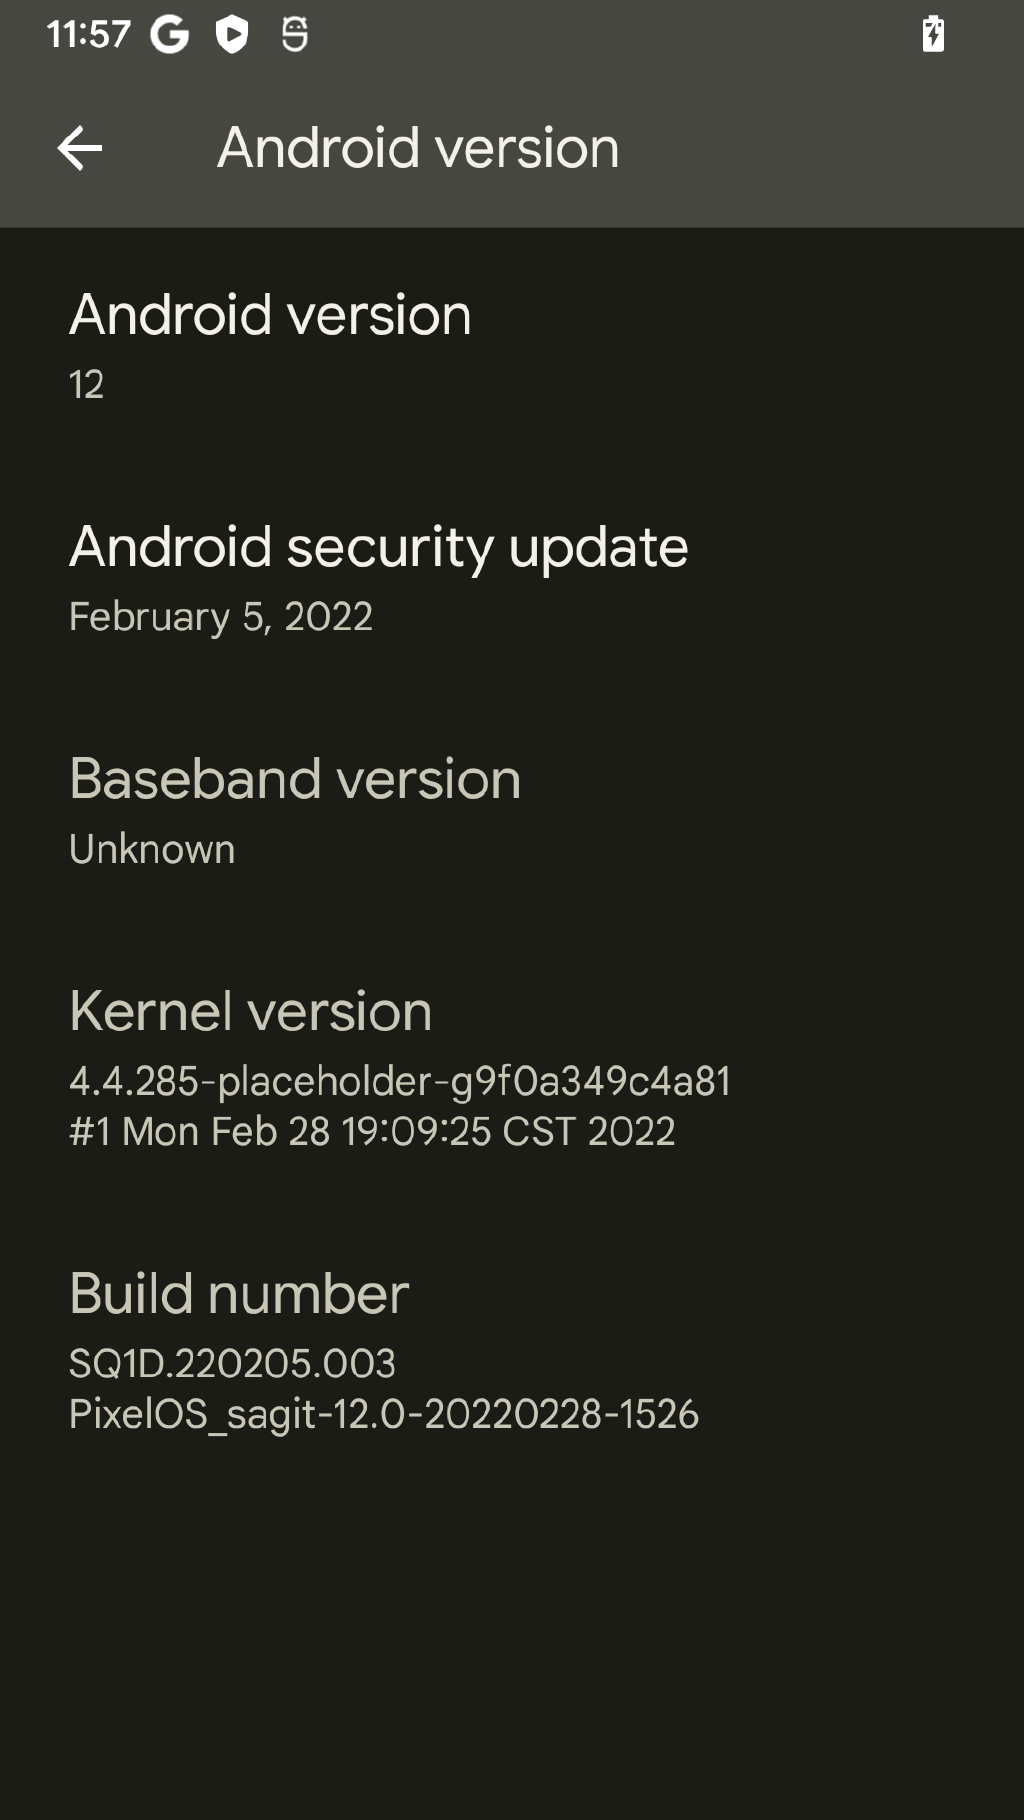 11:57
Android version
Android version
12
Android security update
February 5, 2022
Baseband version
Unknown
Kernel version
4.4.285-placeholder-g9f0a349c4a81
#1 Mon Feb 28 19:09:25 CST 2022
Build number
SQ1D.220205.003
PixelOS_sagit-12.0-20220228-1526